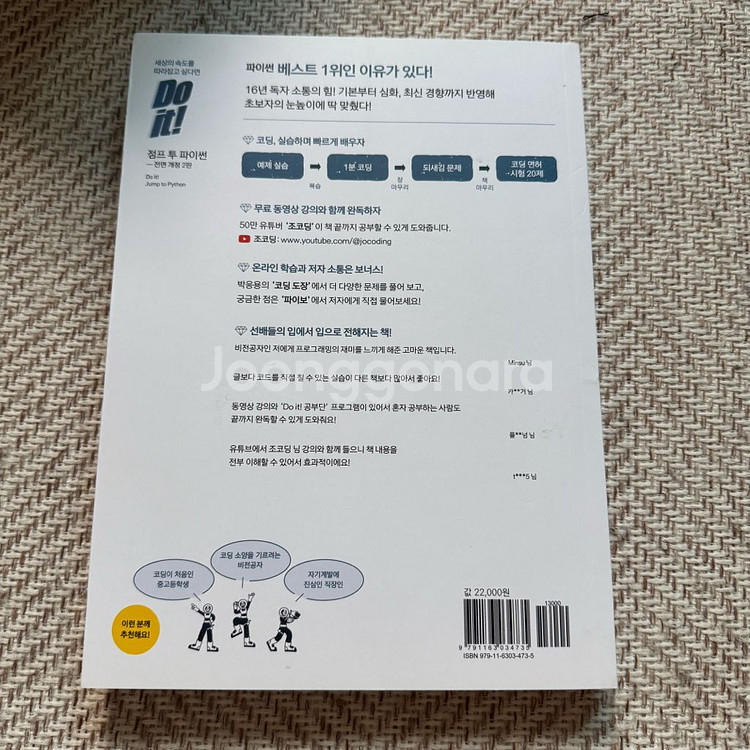 세상의 속도를
따라잡고 싶다면
Do
it!
점프 투 파이썬
— 전면 개정 2판
Do it!
Jump to Python
파이썬 베스트 1위인 이유가 있다!
16년 독자 소통의 힘! 기본부터 심화, 최신 경향까지 반영해
초보자의 눈높이에 딱 맞췄다!
코딩, 실습하며 빠르게 배우자
예제 실습
복습
1분 코딩
장
마무리
되새김 문제
책
마무리
코딩 면허
시험 20제
무료 동영상 강의와 함께 완독하자
50만 유튜버 '조코딩'이 책 끝까지 공부할 수 있게 도와줍니다.
조코딩: www.youtube.com/@jocoding
온라인 학습과 저자 소통은 보너스!
박응용의 '코딩 도장'에서 더 다양한 문제를 풀어 보고,
궁금한 점은 '파이보'에서 저자에게 직접 물어보세요!
선배들의 입에서 입으로 전해지는 책!
비전공자인 저에게 프로그래밍의 재미를 느끼게 해준 고마운 책입니다.
Minsu 님
글보다 코드를 직접 칠 수 있는 실습이 다른 책보다 많아서 좋아요!
가**거 님
동영상 강의와 'Do it! 공부단' 프로그램이 있어서 혼자 공부하는 사람도
끝까지 완독할 수 있게 도와줘요!
플**넘 님
유튜브에서 조코딩 님 강의와 함께 들으니 책 내용을
전부 이해할 수 있어서 효과적이에요!
t***5 님
Joonggonara
코딩이 처음인
중고등학생
코딩 소양을 기르려는
비전공자
자기계발에
진심인 직장인
이런 분께
추천해요!
값 22,000원
13000
9 791163 034735
ISBN 979-11-6303-473-5